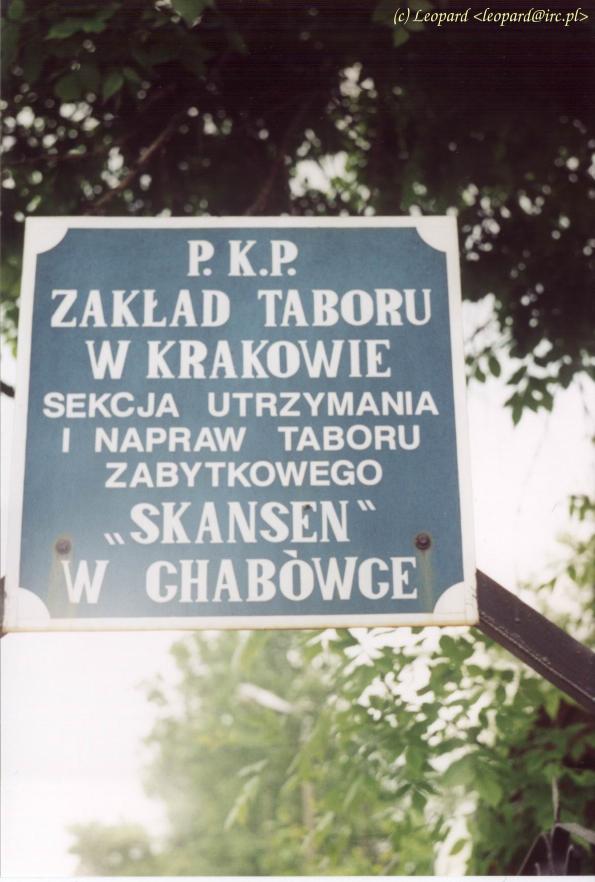 (c) Leopard <leopard@irc.pl>
P. K.P.
ZAKŁAD TABORU
W KRAKOWIE
SEKCJA UTRZYMANIA
I NAPRAW TABORU
ZABYTKOWEGO
„SKANSEN‟
W CHABÒWCE